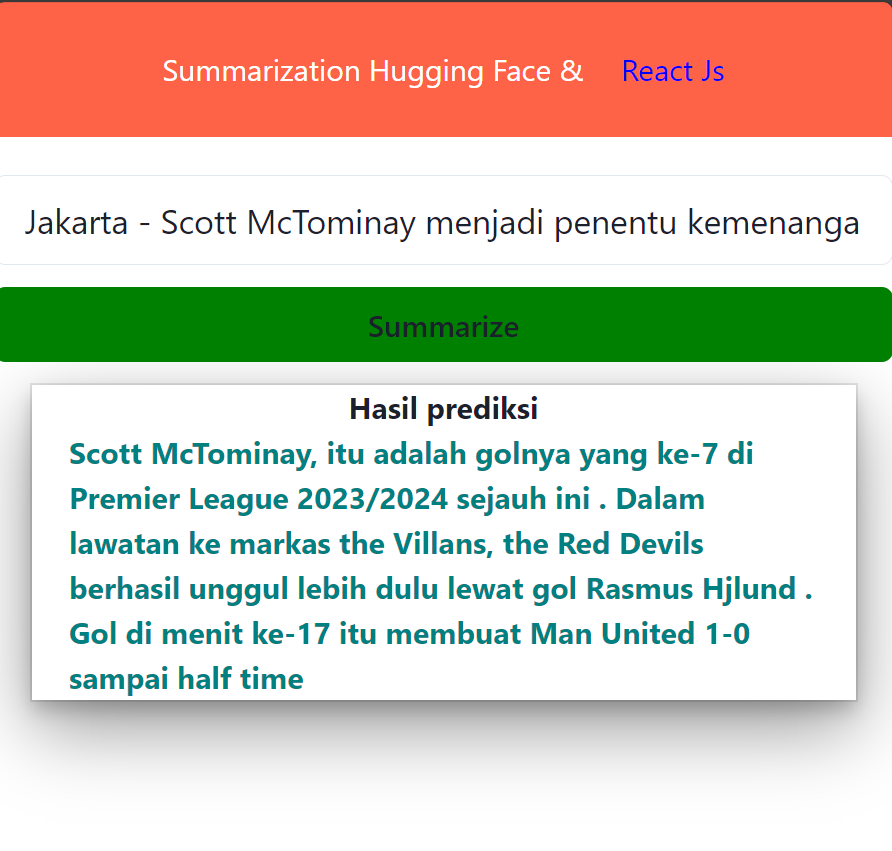 Summarization Hugging Face & React Js
Jakarta - Scott McTominay menjadi penentu kemenanga
Summarize
Hasil prediksi
Scott McTominay, itu adalah golnya yang ke-7 di
Premier League 2023/2024 sejauh ini . Dalam
lawatan ke markas the Villans, the Red Devils
berhasil unggul lebih dulu lewat gol Rasmus Hjlund .
Gol di menit ke-17 itu membuat Man United 1-0
sampai half time